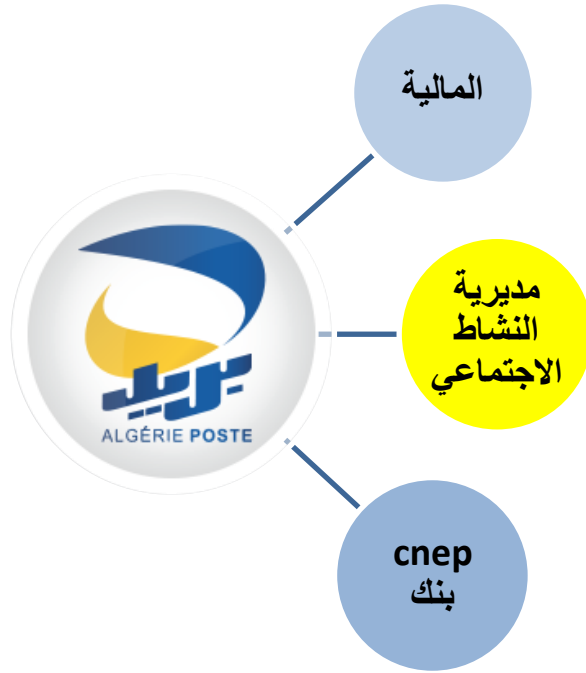 المالية
بريد
ALGÉRIE POSTE
مديرية
النشاط
الاجتماعي
cnep
بنك